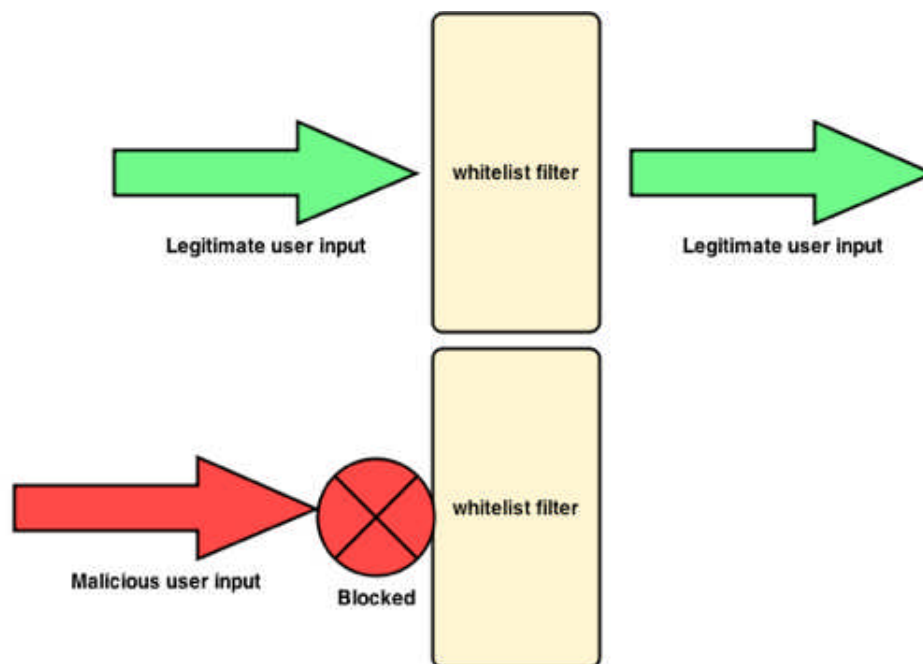 whitelist filter
Legitimate user input
Legitimate user input
whitelist filter
Malicious user input
Blocked